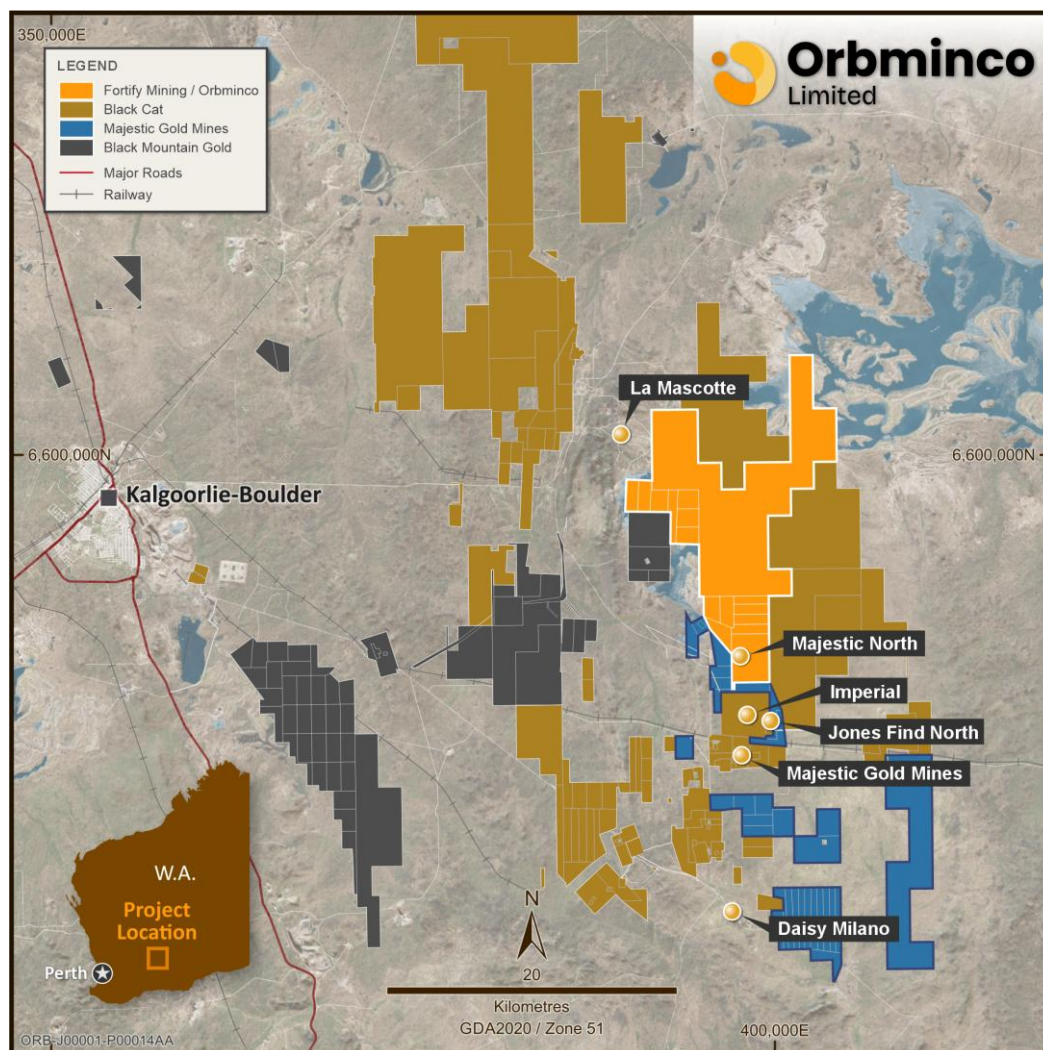 350,000E
LEGEND
Fortify Mining / Orbminco
Black Cat
Majestic Gold Mines
Black Mountain Gold
Major Roads
Railway
Orbminco
Limited
La Mascotte
6,600,000N
6,600,000N
Kalgoorlie-Boulder
Majestic North
Imperial
Jones Find North
Majestic Gold Mines
W.A.
Project
Location
Perth
Daisy Milano
N
20
Kilometres
GDA2020 / Zone 51
400,000E
ORB-J00001-P00014AA